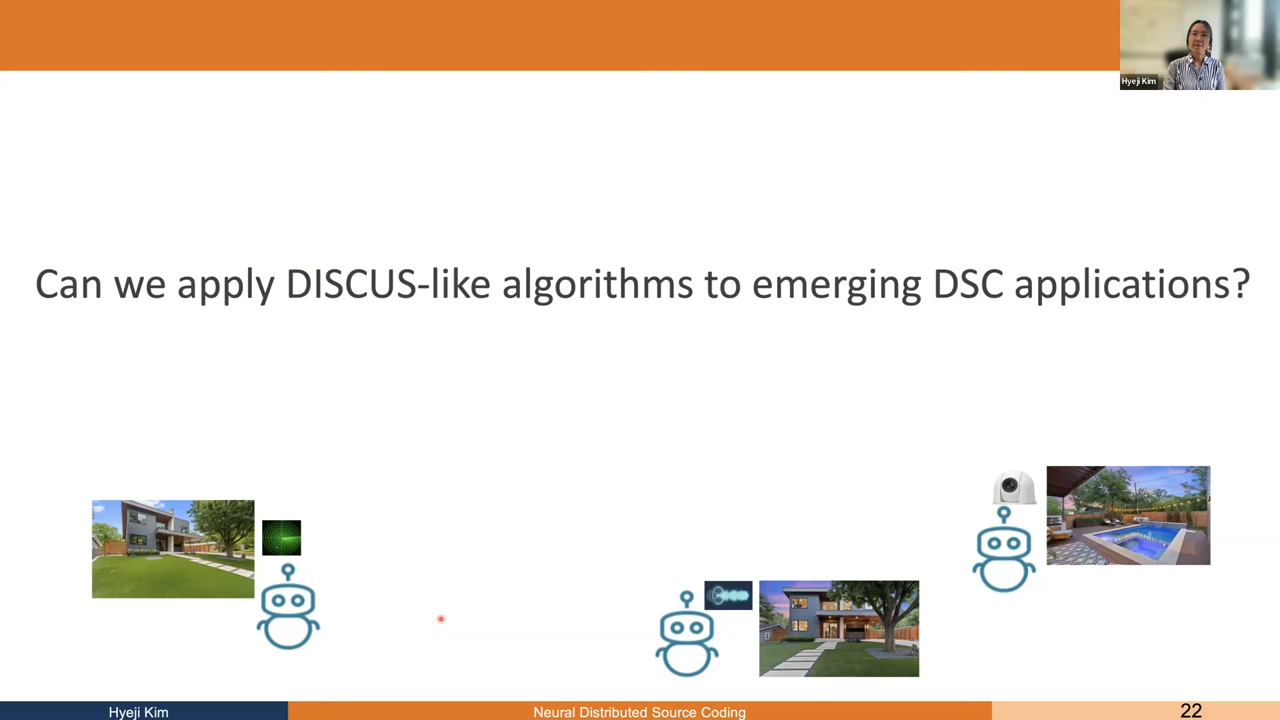 Hyeji Kim
Can we apply DISCUS-like algorithms to emerging DSC applications?
Hyeji Kim
Neural Distributed Source Coding
22